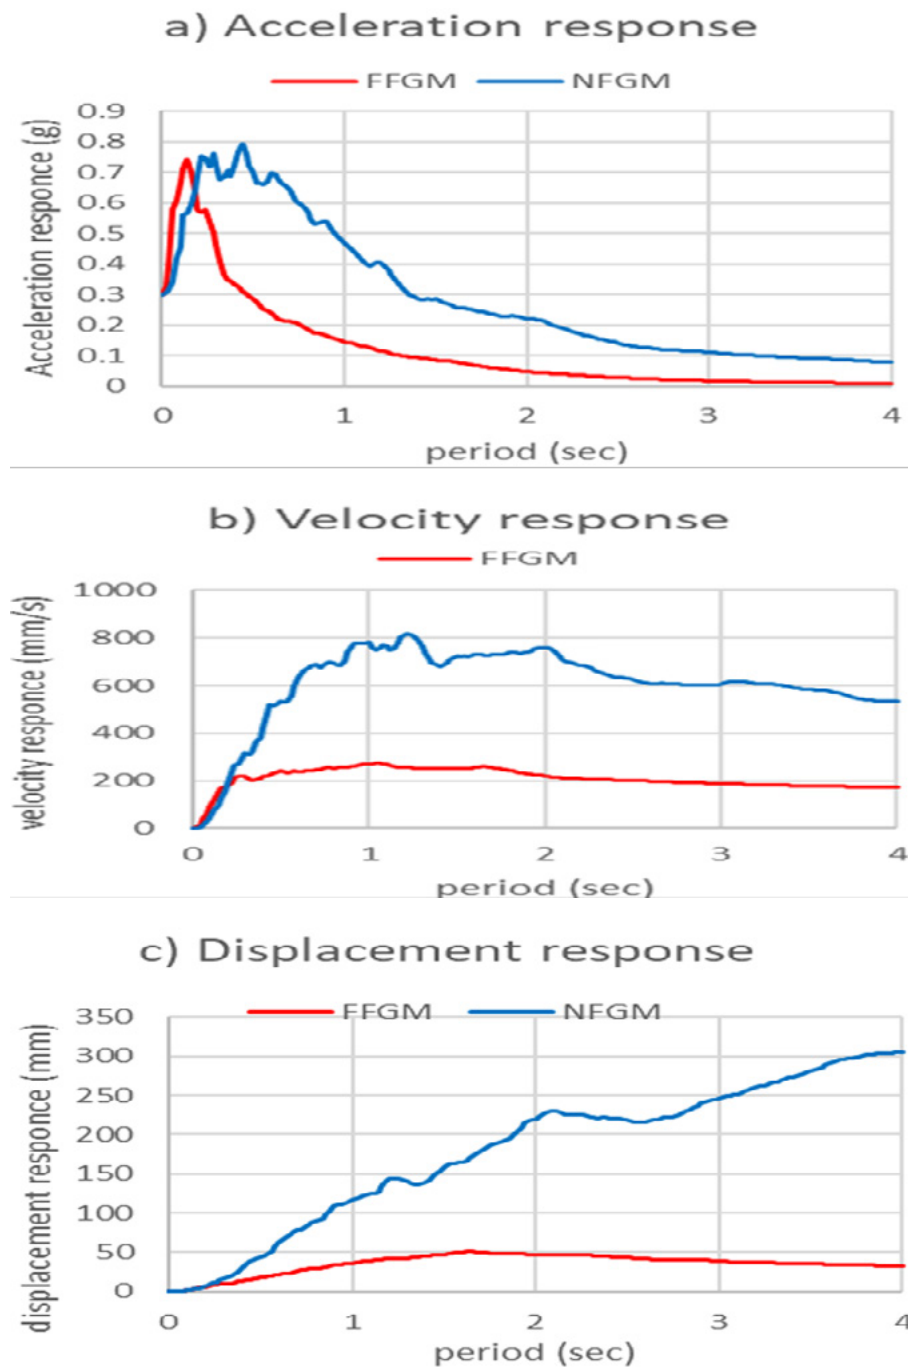 a) Acceleration response
FFGM NFGM
Acceleration responce (g)
0.9
0.8
0.7
0.6
0.5
0.4
0.3
0.2
0.1
0
0 1 2 3 4
period (sec)
b) Velocity response
FFGM
velocity responce (mm/s)
1000
800
600
400
200
0
0 1 2 3 4
period (sec)
c) Displacement response
FFGM NFGM
displacement responce (mm)
350
300
250
200
150
100
50
0
0 1 2 3 4
period (sec)